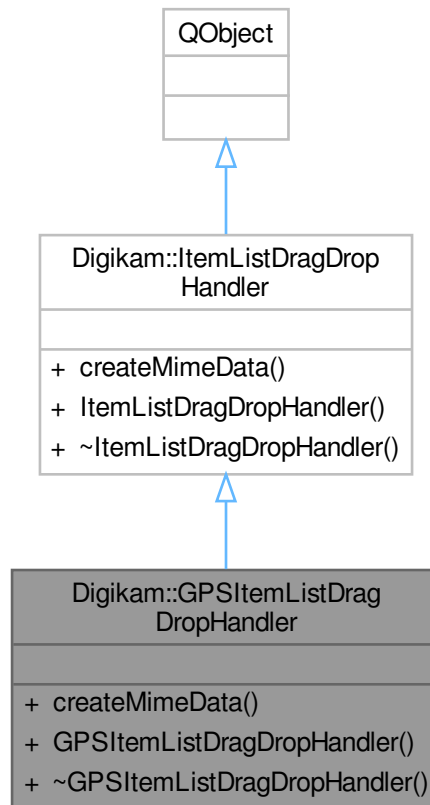 QObject
Digikam::ItemListDragDrop
Handler
+ createMimeData()
+ ItemListDragDropHandler()
+ ~ItemListDragDropHandler()
Digikam::GPSItemListDrag
DropHandler
+ createMimeData()
+ GPSItemListDragDropHandler()
+ ~GPSItemListDragDropHandler()